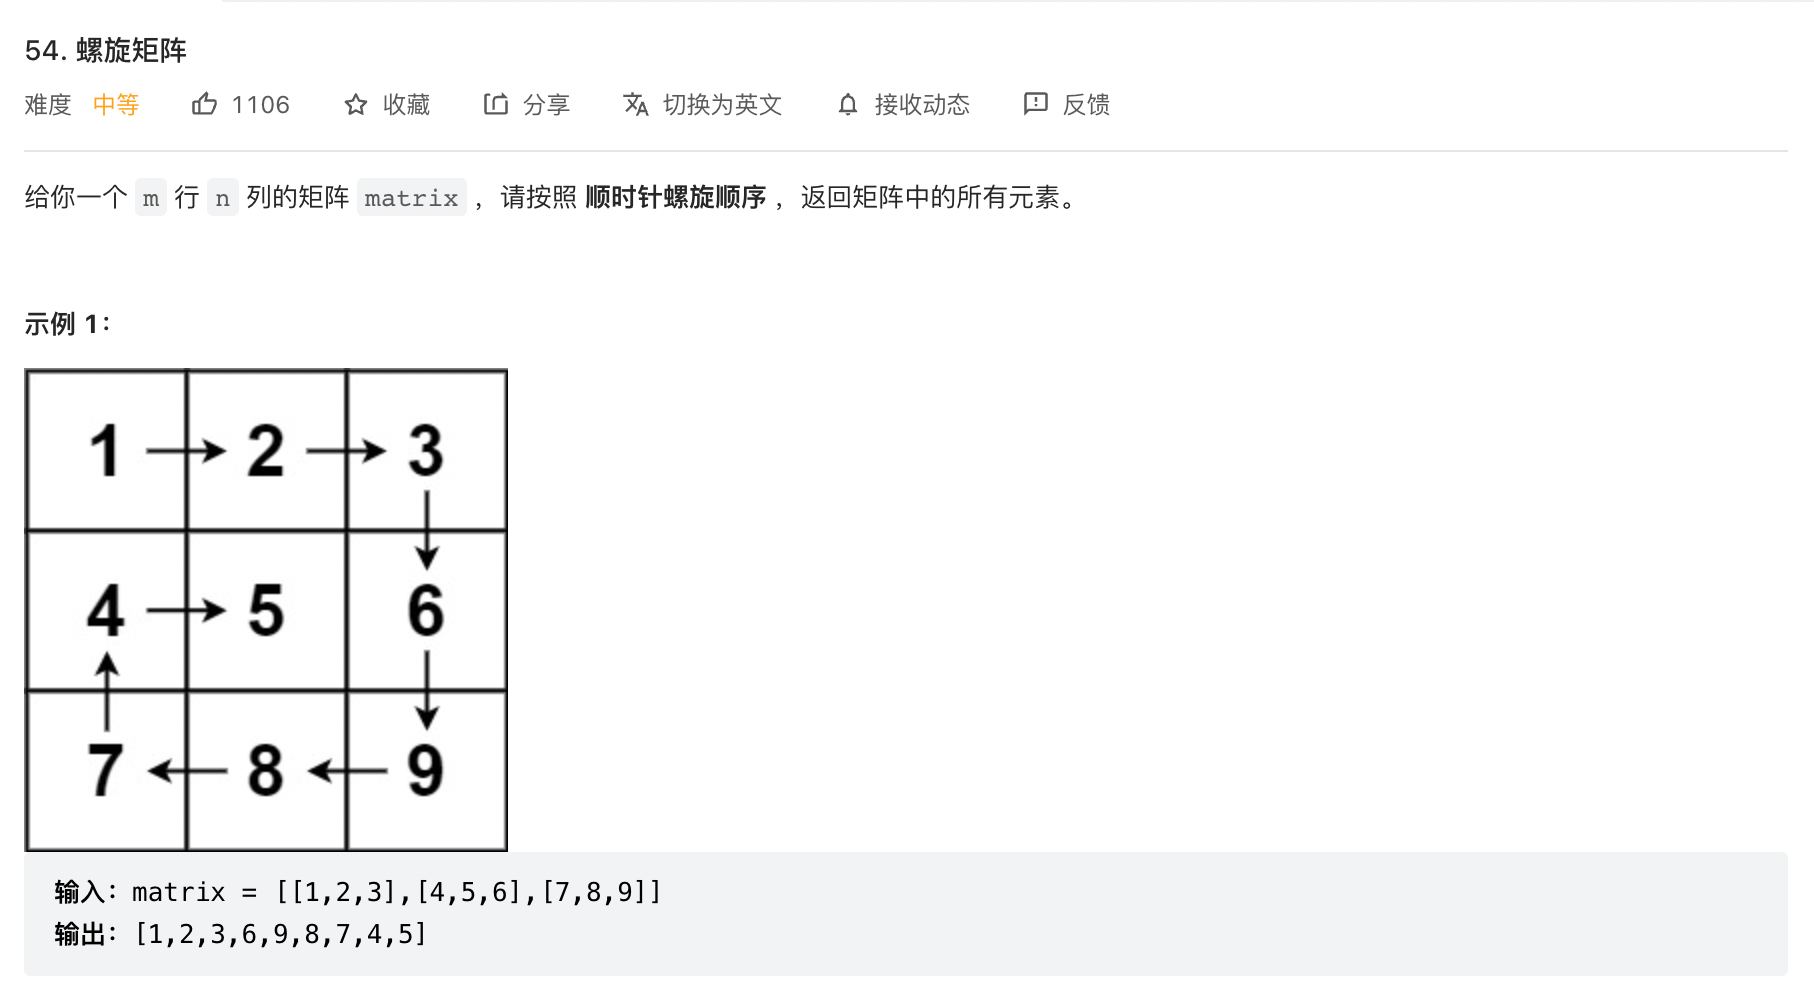 54. 螺旋矩阵
难度 中等 1106 收藏 分享 切换为英文 接收动态 反馈
给你一个 m 行 n 列的矩阵 matrix ，请按照 顺时针螺旋顺序 ，返回矩阵中的所有元素。
示例 1：
1 2 3
4 5 6
7 8 9
输入：matrix = [[1,2,3],[4,5,6],[7,8,9]]
输出：[1,2,3,6,9,8,7,4,5]